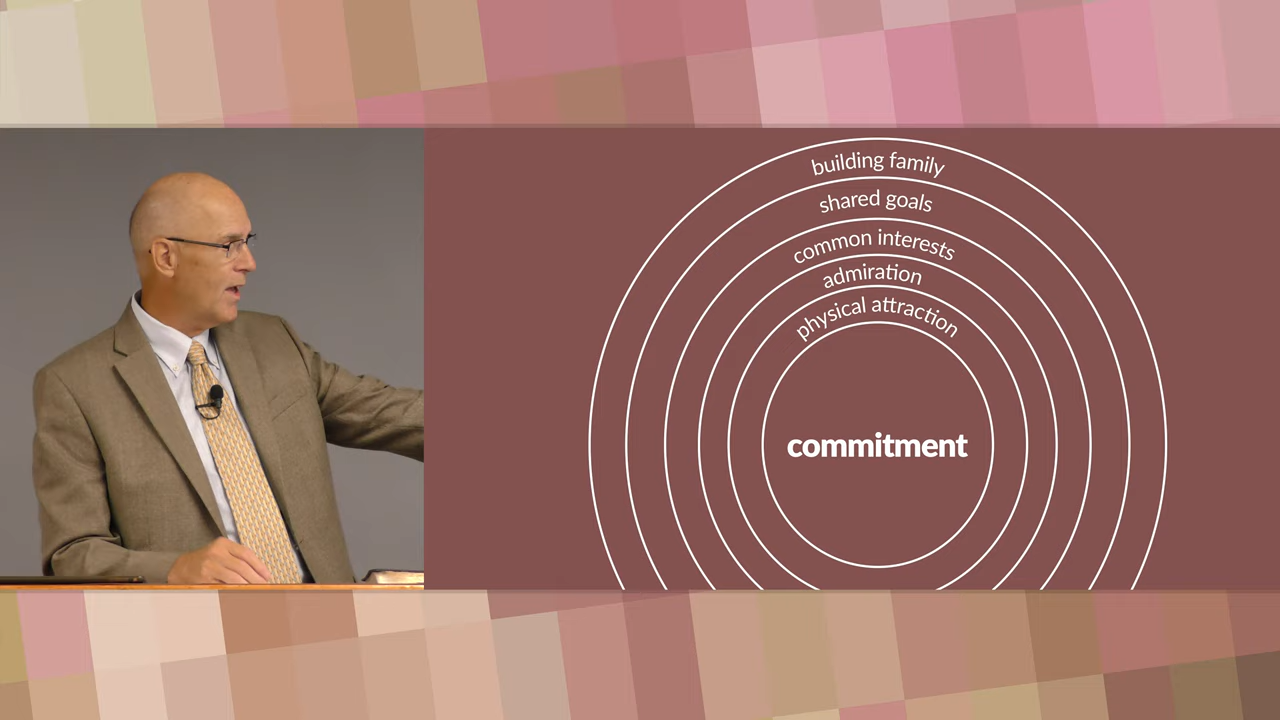 building family
shared goals
common interests
admiration
physical attraction
commitment